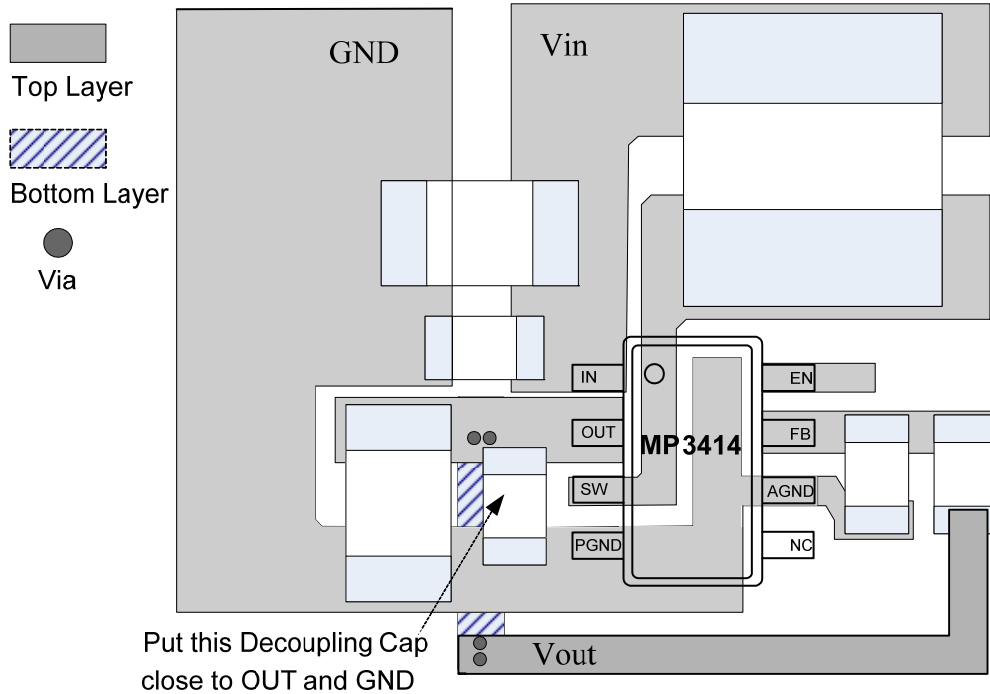 GND
Vin
Top Layer
Bottom Layer
Via
IN
EN
OUT
MP3414
FB
SW
AGND
PGND
NC
Put this Decoupling Cap
close to OUT and GND
Vout